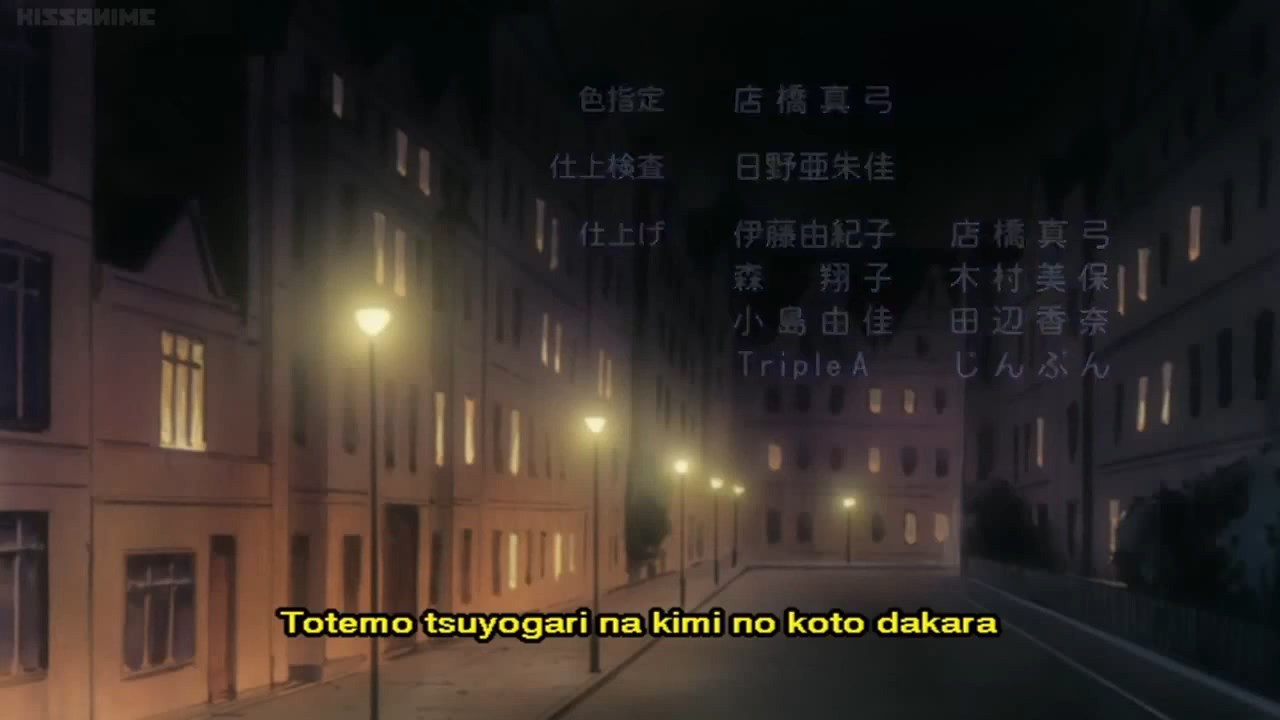 KISSANIME
色指定 店橋真弓
仕上検査 日野亜朱佳
仕上げ 伊藤由紀子 店橋真弓
森 翔子 木村美保
小島由佳 田辺香奈
Triple A じんぷん
Totemo tsuyogari na kimi no koto dakara